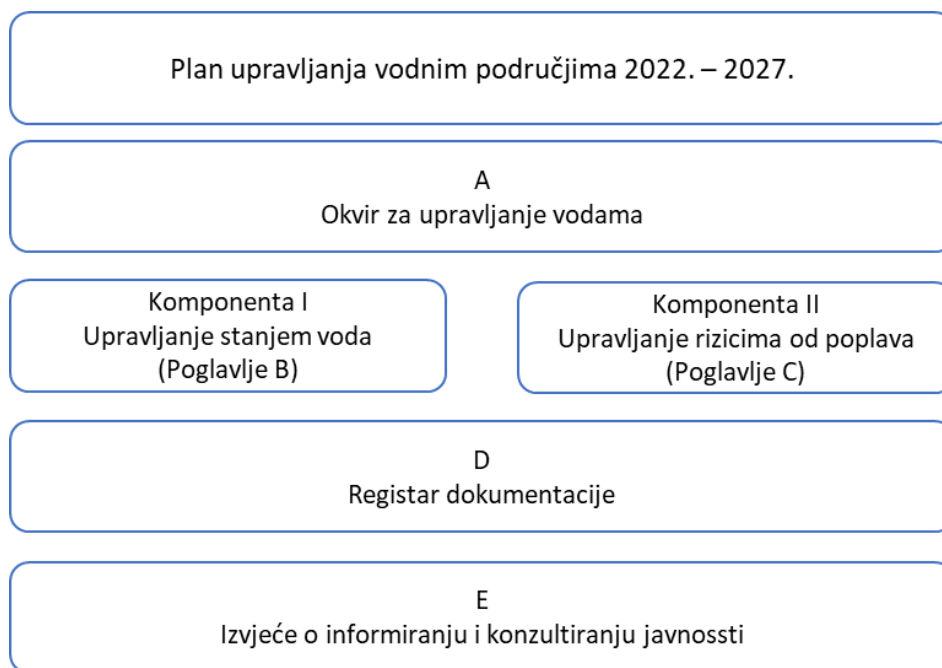 Plan upravljanja vodnim područjima 2022. – 2027.
A
Okvir za upravljanje vodama
Komponenta I
Upravljanje stanjem voda
(Poglavlje B)
Komponenta II
Upravljanje rizicima od poplava
(Poglavlje C)
D
Registar dokumentacije
E
Izvjeće o informiranju i konzultiranju javnossti